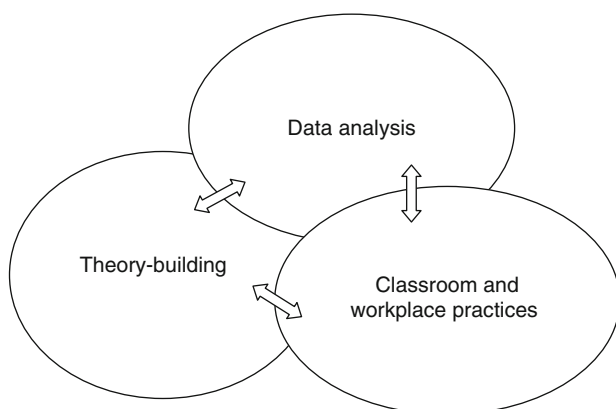 Data analysis
Theory-building
Classroom and
workplace practices